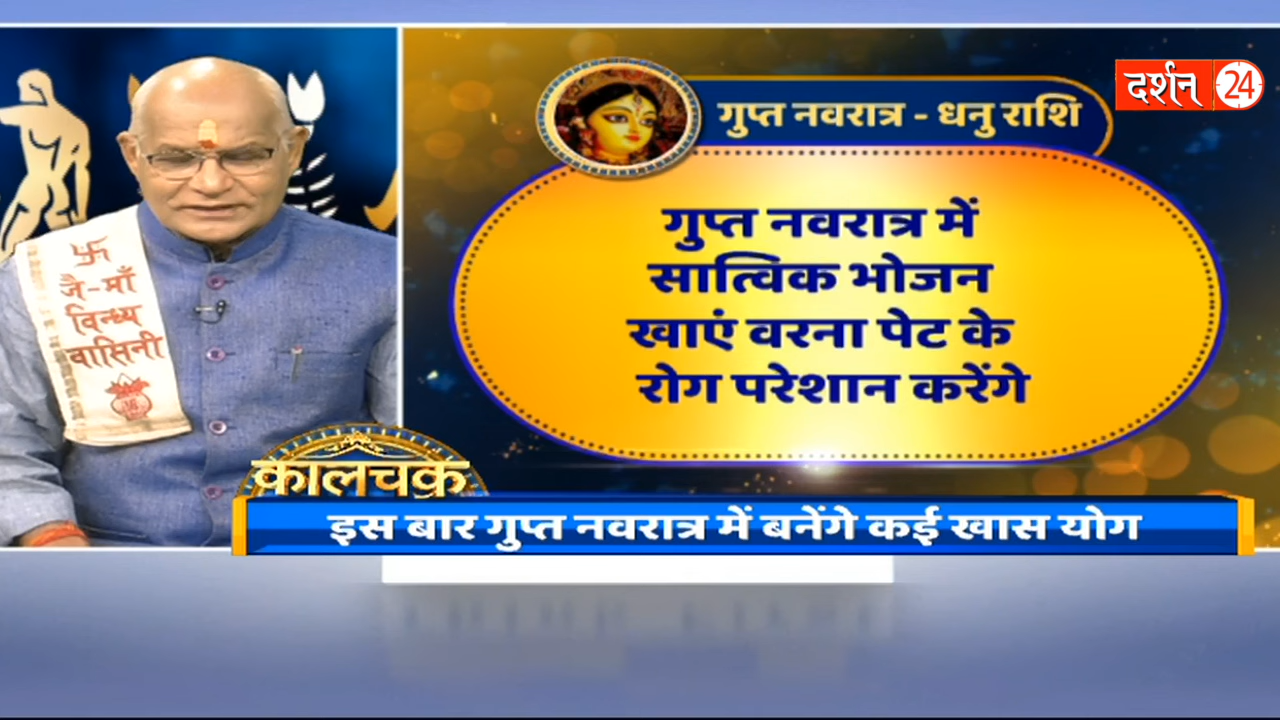 दर्शन 24
गुप्त नवरात्र - धनु राशि
गुप्त नवरात्र में
सात्विक भोजन
खाएं वरना पेट के
रोग परेशान करेंगे
जै-माँ
विन्ध्य
वासिनी
कालचक्र
इस बार गुप्त नवरात्र में बनेंगे कई खास योग